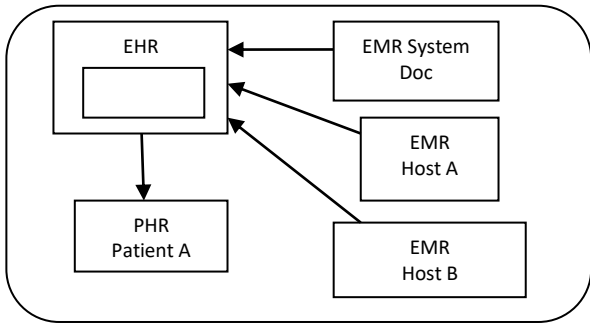 EHR
EMR System
Doc
EMR
Host A
PHR
Patient A
EMR
Host B